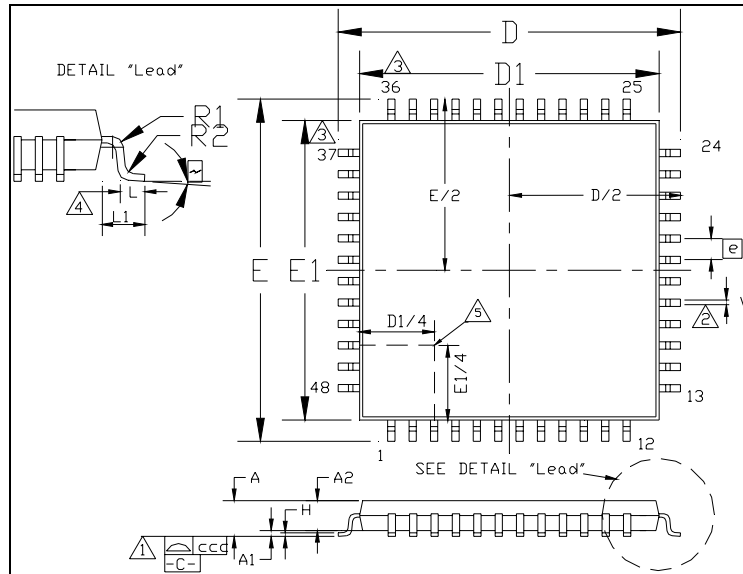 D
DETAIL "Lead"
3
D1
36
25
R1
R2
3
37
24
E/2
D/2
4
L
L1
E
E1
e
2
D1/4
5
E1/4
48
13
1
12
SEE DETAIL "Lead"
A
A2
H
1
ccc
A1
-C-